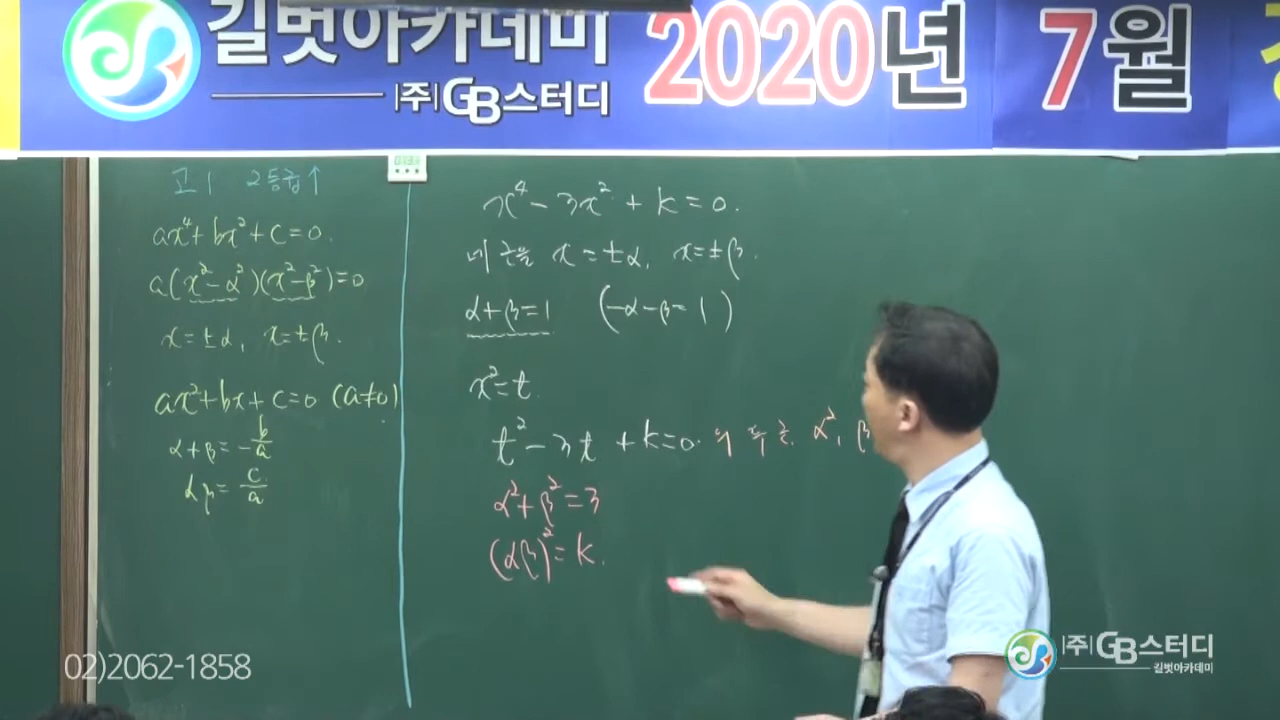 길벗아카데미
(주)GB스터디
2020년 7월
고1 2등급↑
ax⁴+bx²+c=0.
a(x²-α²)(x²-β²)=0
x=±α, x=±β.
ax²+bx+c=0 (a≠0)
α+β=-b/a
αβ=c/a
x⁴-3x²+k=0.
네 근을 x=±α, x=±β.
α+β=1 (-α-β=1)
x²=t.
t²-3t+k=0. 의 두 근 α², β
α²+β²=3
(αβ)²=k.
02)2062-1858
(주)GB스터디
길벗아카데미